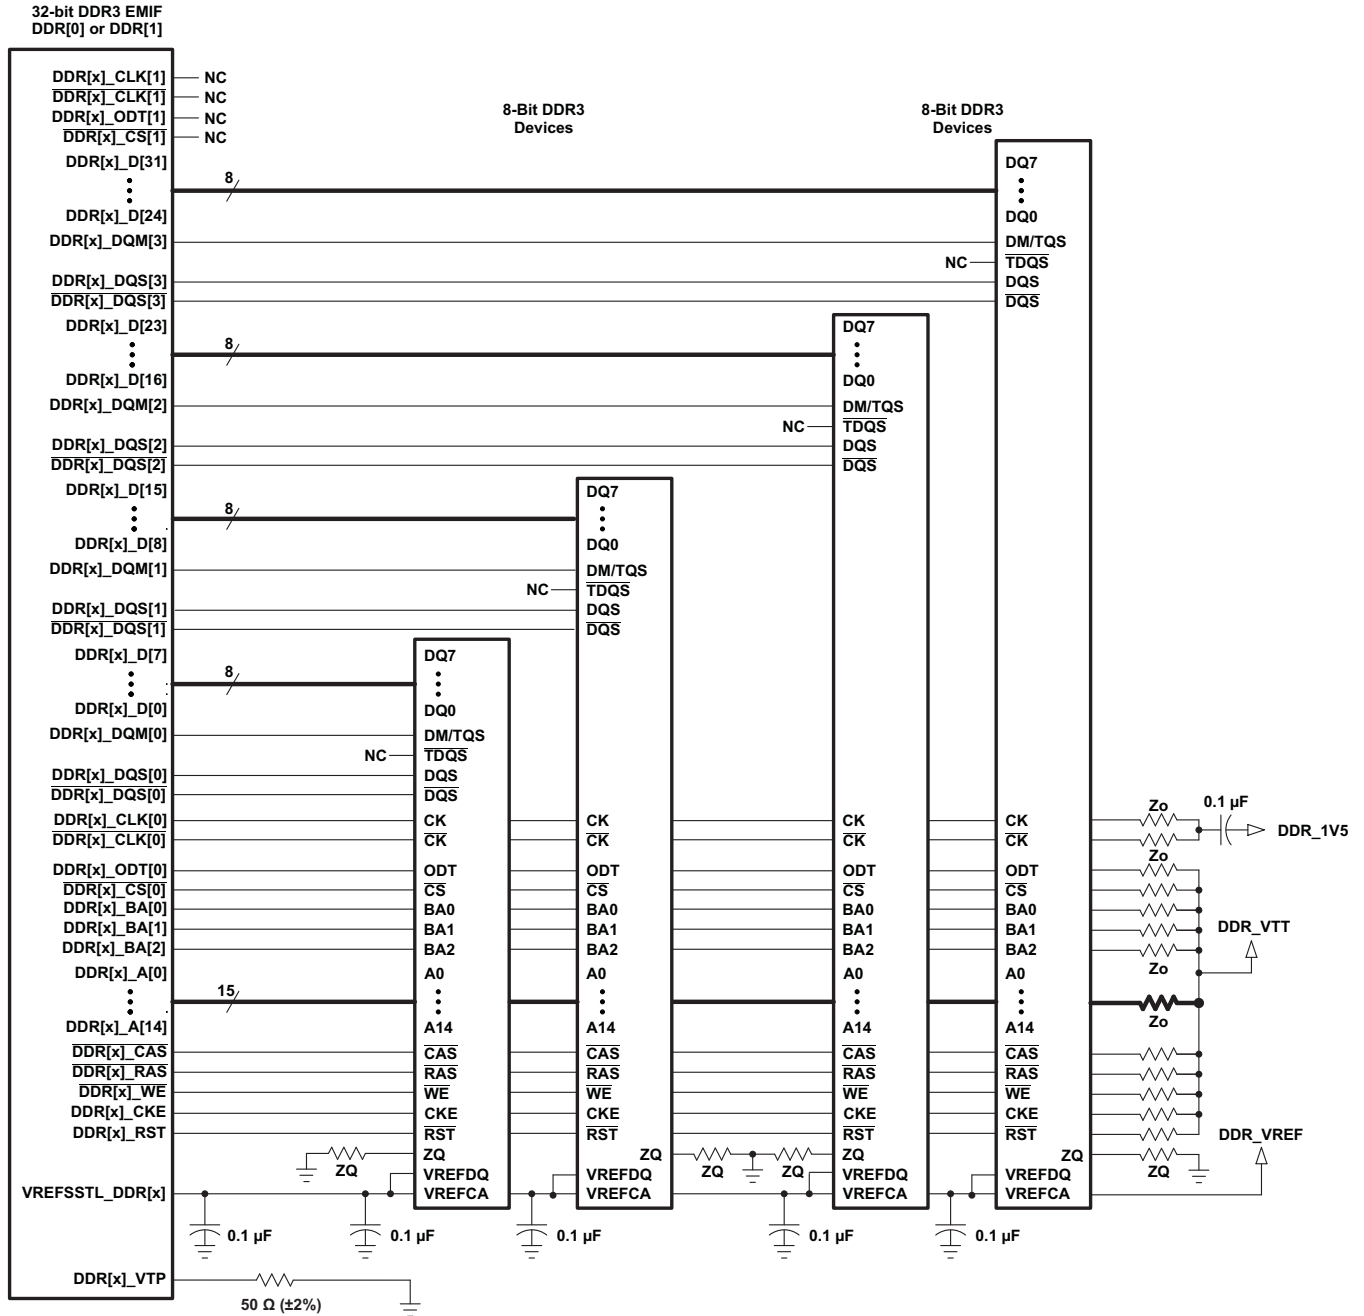 32-bit DDR3 EMIF
DDR[0] or DDR[1]
8-Bit DDR3
Devices
8-Bit DDR3
Devices
DDR[x]_CLK[1] NC
DDR[x]_CLK[1] NC
DDR[x]_ODT[1] NC
DDR[x]_CS[1] NC
DDR[x]_D[31] DQ7
8
DDR[x]_D[24] DQ0
DDR[x]_DQM[3] DM/TQS
NC TDQS
DDR[x]_DQS[3] DQS
DDR[x]_DQS[3] DQS
DDR[x]_D[23] DQ7
8
DDR[x]_D[16] DQ0
DDR[x]_DQM[2] DM/TQS
NC TDQS
DDR[x]_DQS[2] DQS
DDR[x]_DQS[2] DQS
DDR[x]_D[15] DQ7
8
DDR[x]_D[8] DQ0
DDR[x]_DQM[1] DM/TQS
NC TDQS
DDR[x]_DQS[1] DQS
DDR[x]_DQS[1] DQS
DDR[x]_D[7] DQ7
8
DDR[x]_D[0] DQ0
DDR[x]_DQM[0] DM/TQS
NC TDQS
DDR[x]_DQS[0] DQS
DDR[x]_DQS[0] DQS
Zo 0.1 µF
DDR[x]_CLK[0] CK CK CK CK
DDR_1V5
DDR[x]_CLK[0] CK CK CK CK
Zo
DDR[x]_ODT[0] ODT ODT ODT ODT
DDR[x]_CS[0] CS CS CS CS
DDR[x]_BA[0] BA0 BA0 BA0 BA0
DDR[x]_BA[1] BA1 BA1 BA1 BA1 DDR_VTT
DDR[x]_BA[2] BA2 BA2 BA2 BA2
DDR[x]_A[0] A0 A0 A0 A0 Zo
15
DDR[x]_A[14] A14 A14 A14 A14 Zo
DDR[x]_CAS CAS CAS CAS CAS
DDR[x]_RAS RAS RAS RAS RAS
DDR[x]_WE WE WE WE WE
DDR[x]_CKE CKE CKE CKE CKE
DDR[x]_RST RST RST RST RST DDR_VREF
ZQ ZQ ZQ ZQ
ZQ ZQ ZQ ZQ
VREFDQ VREFDQ VREFDQ VREFDQ
VREFSSTL_DDR[x] VREFCA VREFCA VREFCA VREFCA
0.1 µF 0.1 µF 0.1 µF 0.1 µF 0.1 µF
DDR[x]_VTP
50 Ω (±2%)